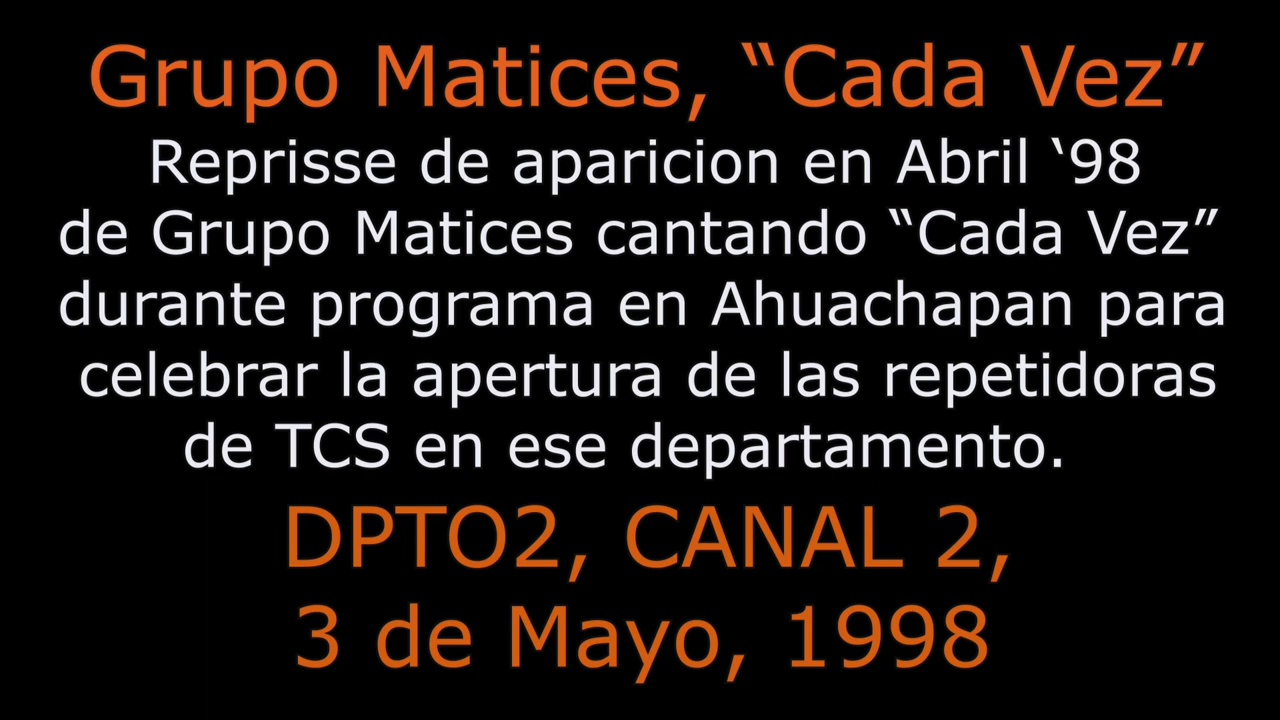 Grupo Matices, “Cada Vez”
Reprisse de aparicion en Abril ‘98
de Grupo Matices cantando “Cada Vez”
durante programa en Ahuachapan para
celebrar la apertura de las repetidoras
de TCS en ese departamento.
DPTO2, CANAL 2,
3 de Mayo, 1998